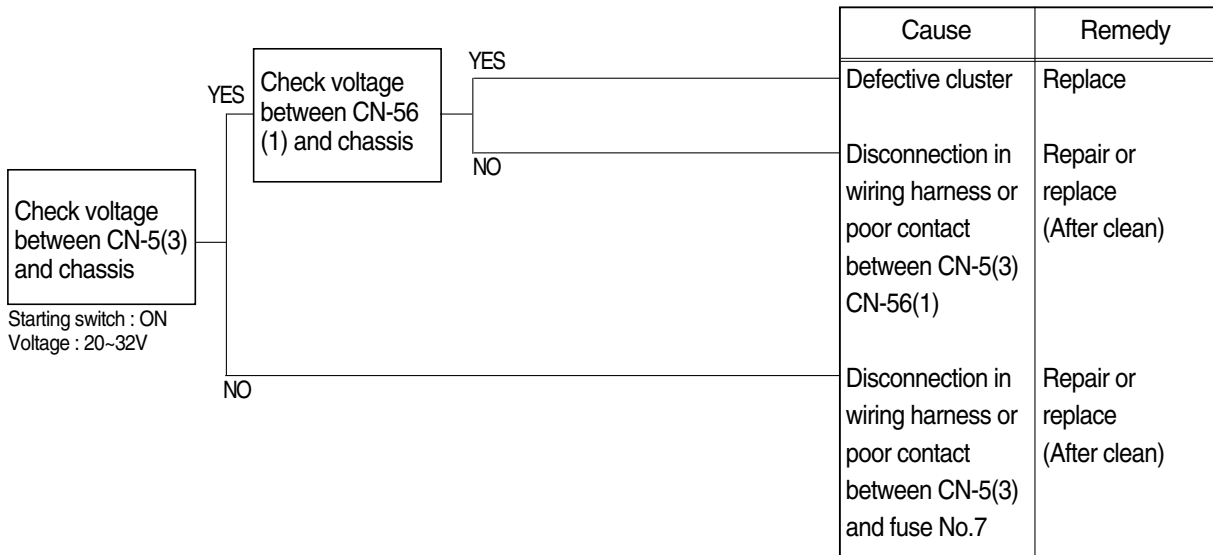 Cause Remedy
YES
Check voltage
between CN-56
(1) and chassis
YES
NO
Check voltage
between CN-5(3)
and chassis
Starting switch : ON
Voltage : 20~32V
NO
Defective cluster Replace
Disconnection in Repair or
wiring harness or replace
poor contact (After clean)
between CN-5(3)
CN-56(1)
Disconnection in Repair or
wiring harness or replace
poor contact (After clean)
between CN-5(3)
and fuse No.7